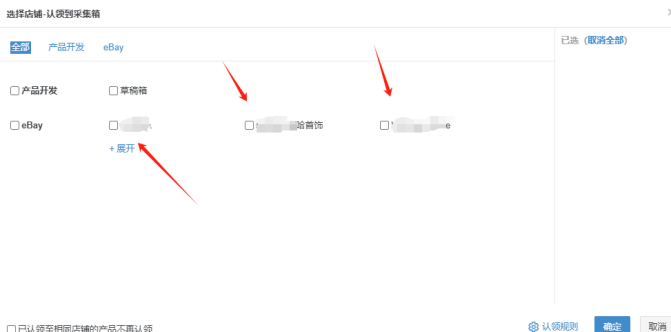 选择店铺-认领到采集箱
全部 产品开发 eBay
已选（取消全部）
产品开发 草稿箱
eBay 首饰 e
+ 展开
已认领至相同店铺的产品不再认领
认领规则 确定 取消